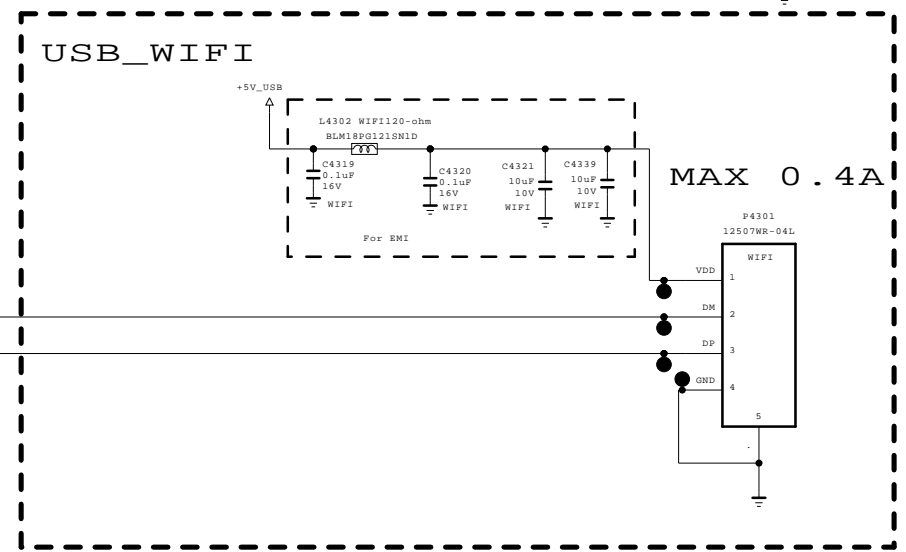 USB_WIFI
+5V_USB
L4302 WIFI120-ohm
BLM18PG121SN1D
C4319
0.1uF
16V
WIFI
C4320
0.1uF
16V
WIFI
C4321
10uF
10V
WIFI
C4339
10uF
10V
WIFI
For EMI
MAX 0.4A
P4301
12507WR-04L
WIFI
VDD
1
DM
2
DP
3
GND
4
5
.